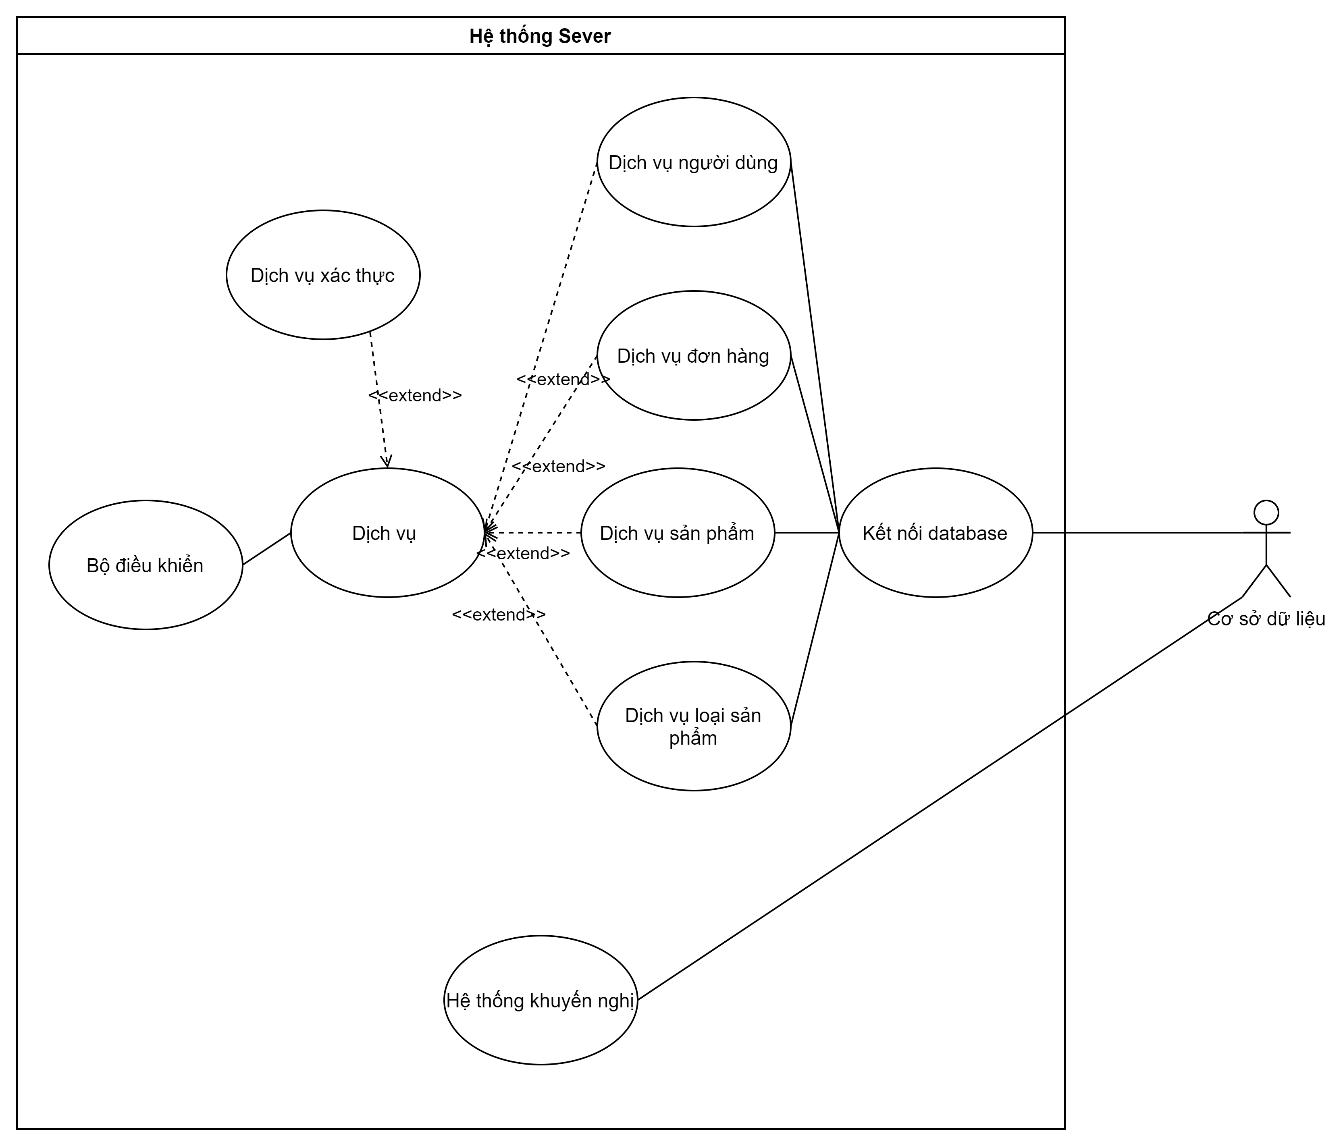 Hệ thống Sever
Dịch vụ người dùng
Dịch vụ xác thực
Dịch vụ đơn hàng
<<extend>>
<<extend>>
<<extend>>
Dịch vụ
Dịch vụ sản phẩm
Kết nối database
<<extend>>
Bộ điều khiển
<<extend>>
Cơ sở dữ liệu
Dịch vụ loại sản
phẩm
Hệ thống khuyến nghị